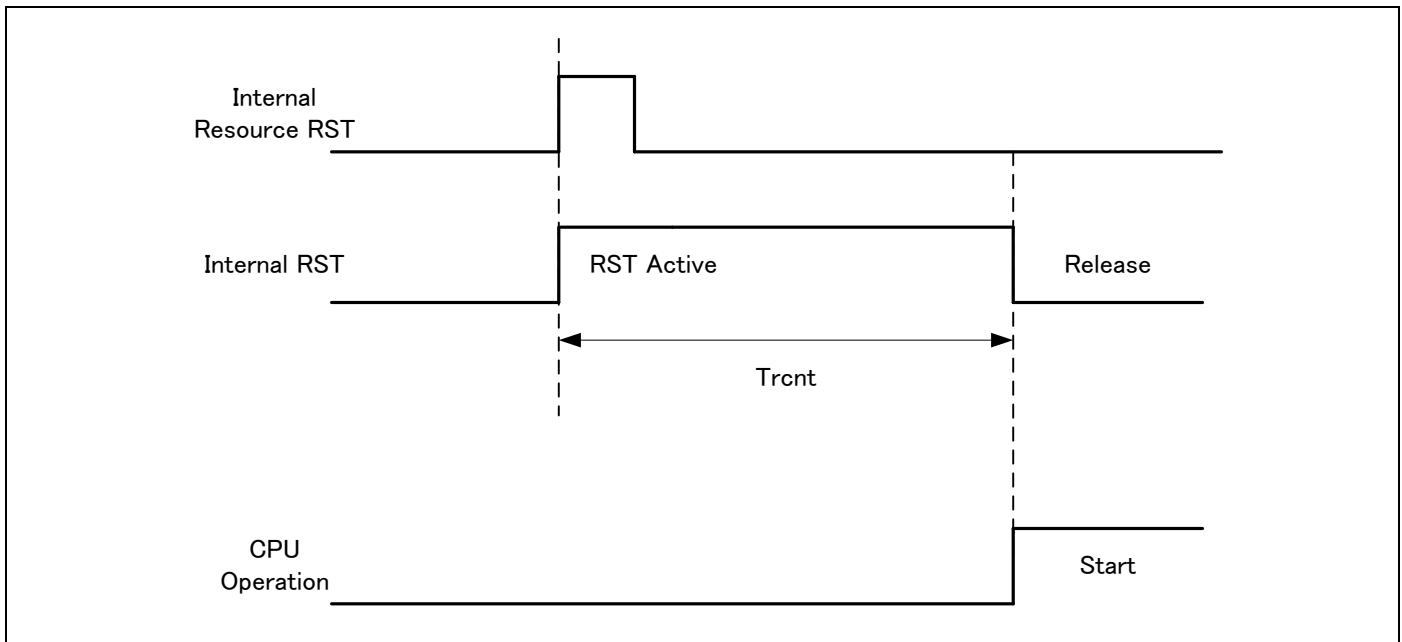 Internal
Resource RST
Internal RST
RST Active
Release
Trcnt
CPU
Operation
Start